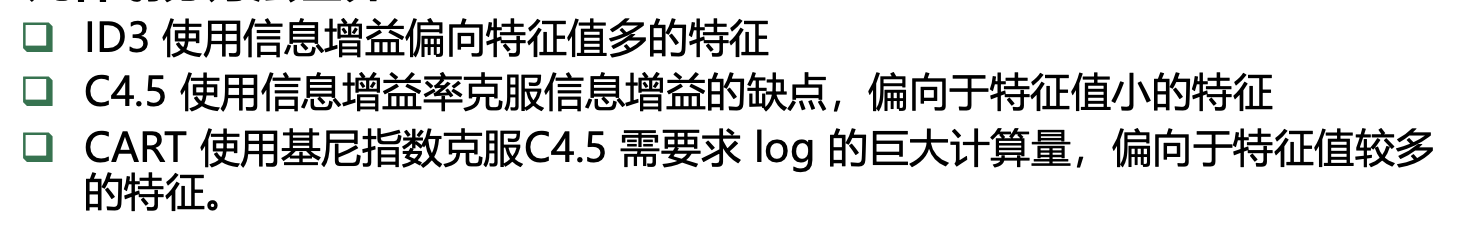 ID3 使用信息增益偏向特征值多的特征
C4.5 使用信息增益率克服信息增益的缺点，偏向于特征值小的特征
CART 使用基尼指数克服C4.5 需要求 log 的巨大计算量，偏向于特征值较多
的特征。